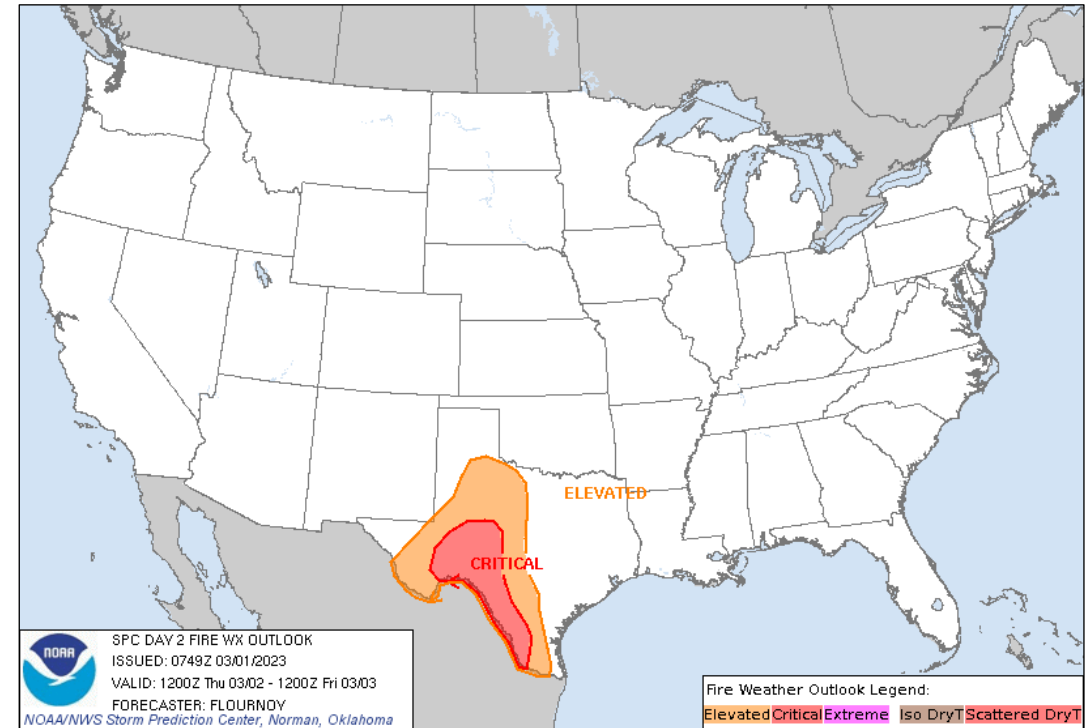 ELEVATED
CRITICAL
NOAA
SPC DAY 2 FIRE WX OUTLOOK
ISSUED: 0749Z 03/01/2023
VALID: 1200Z Thu 03/02 - 1200Z Fri 03/03
FORECASTER: FLOURNOY
NOAA/NWS Storm Prediction Center, Norman, Oklahoma
Fire Weather Outlook Legend:
Elevated Critical Extreme Iso DryT Scattered DryT